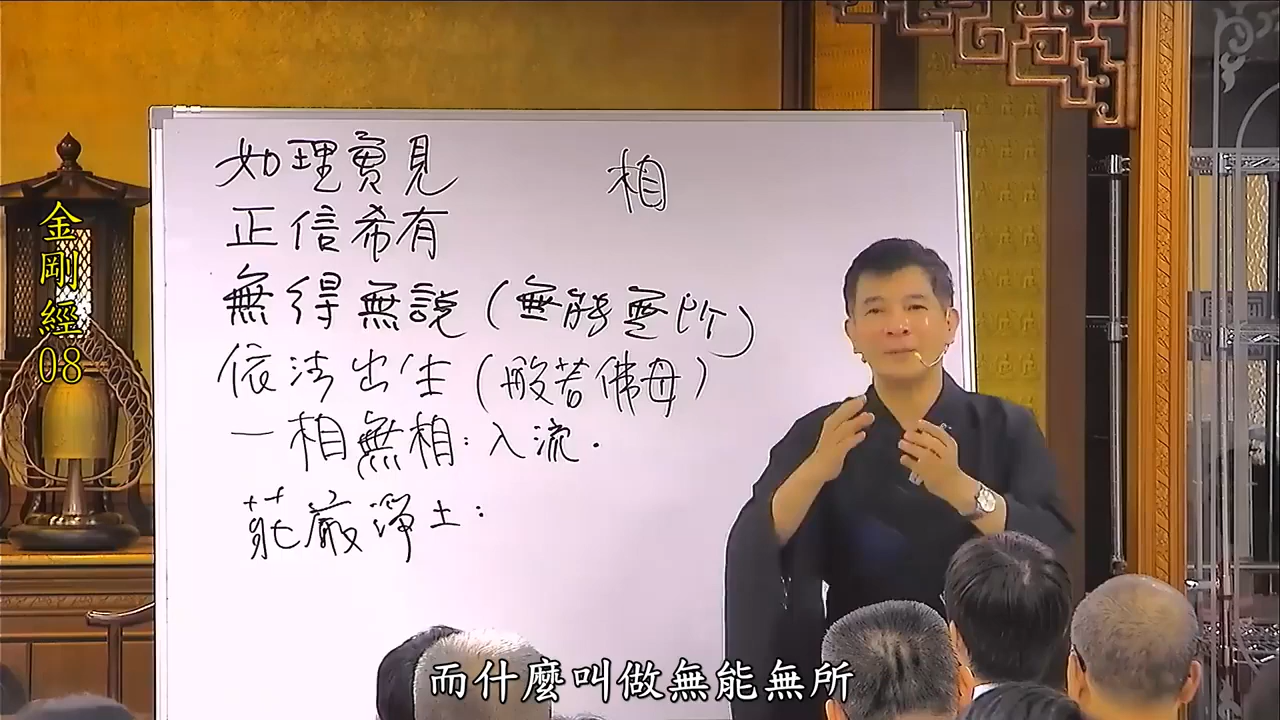 金剛經08
如理實見
相
正信希有
無得無說(無能無所)
依法出生(般若佛母)
一相無相:入流.
莊嚴淨土:
而什麼叫做無能無所